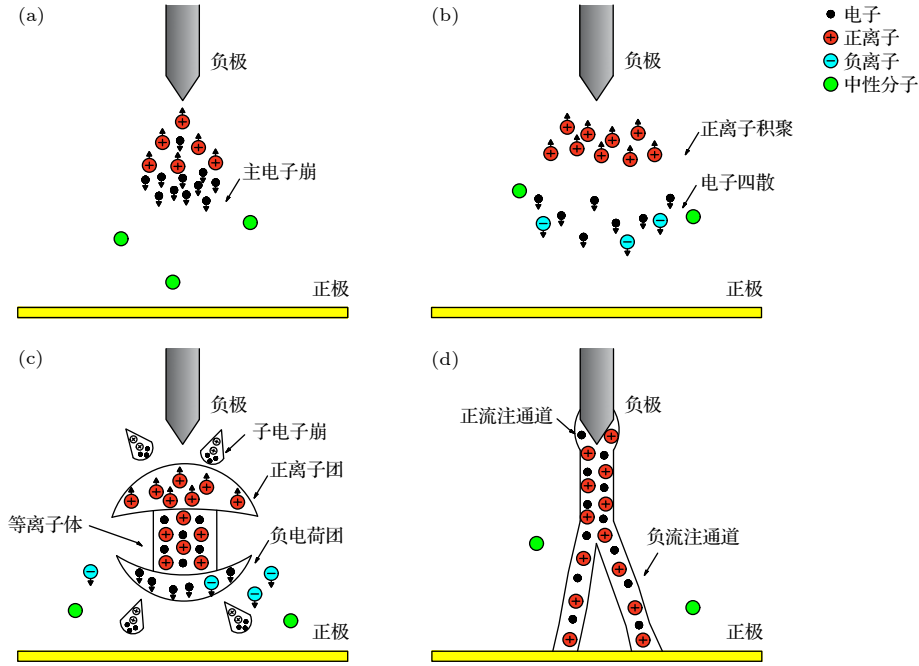 (a)
负极
主电子崩
正极
(b)
负极
正离子积聚
电子四散
正极
电子
正离子
负离子
中性分子
(c)
负极
子电子崩
正离子团
等离子体
负电荷团
正极
(d)
正流注通道
负极
负流注通道
正极